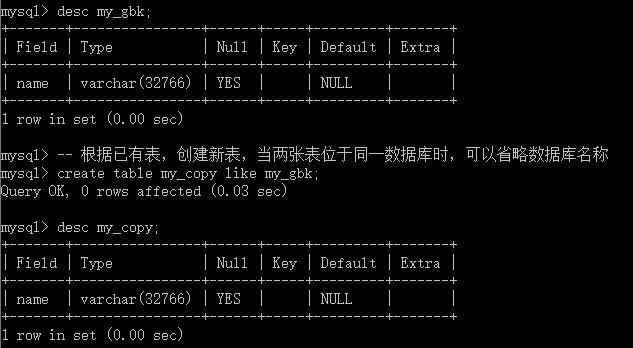 mysql> desc my_gbk;
+-------+----------------+------+-----+---------+-------+
| Field | Type           | Null | Key | Default | Extra |
+-------+----------------+------+-----+---------+-------+
| name  | varchar(32766) | YES  |     | NULL    |       |
+-------+----------------+------+-----+---------+-------+
1 row in set (0.00 sec)
mysql> -- 根据已有表，创建新表，当两张表位于同一数据库时，可以省略数据库名称
mysql> create table my_copy like my_gbk;
Query OK, 0 rows affected (0.03 sec)
mysql> desc my_copy;
+-------+----------------+------+-----+---------+-------+
| Field | Type           | Null | Key | Default | Extra |
+-------+----------------+------+-----+---------+-------+
| name  | varchar(32766) | YES  |     | NULL    |       |
+-------+----------------+------+-----+---------+-------+
1 row in set (0.00 sec)